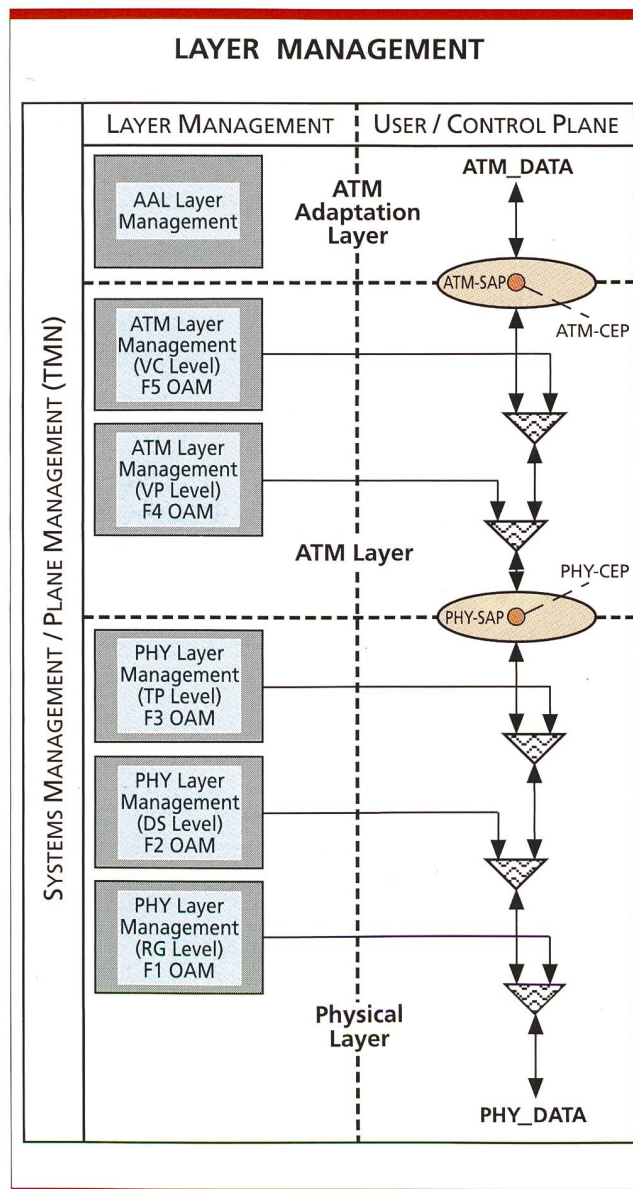 LAYER MANAGEMENT
SYSTEMS MANAGEMENT / PLANE MANAGEMENT (TMN)
LAYER MANAGEMENT
USER / CONTROL PLANE
AAL Layer
Management
ATM
Adaptation
Layer
ATM_DATA
ATM-SAP
ATM-CEP
ATM Layer
Management
(VC Level)
F5 OAM
ATM Layer
Management
(VP Level)
F4 OAM
ATM Layer
PHY-CEP
PHY-SAP
PHY Layer
Management
(TP Level)
F3 OAM
PHY Layer
Management
(DS Level)
F2 OAM
PHY Layer
Management
(RG Level)
F1 OAM
Physical
Layer
PHY_DATA